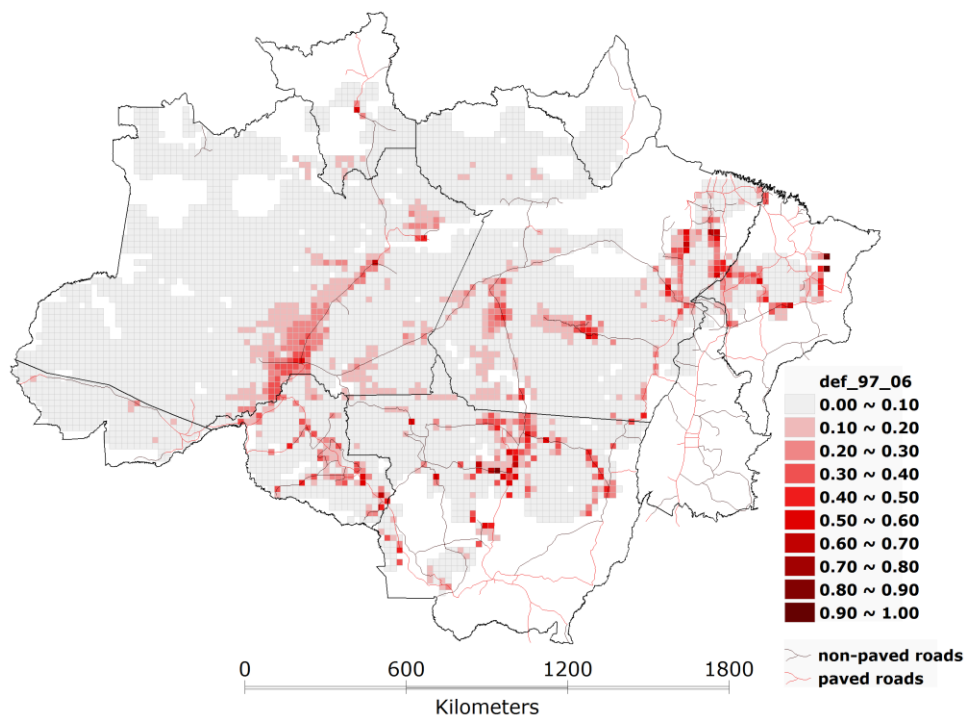 def_97_06
0.00 ~ 0.10
0.10 ~ 0.20
0.20 ~ 0.30
0.30 ~ 0.40
0.40 ~ 0.50
0.50 ~ 0.60
0.60 ~ 0.70
0.70 ~ 0.80
0.80 ~ 0.90
0.90 ~ 1.00
non-paved roads
paved roads
0 600 1200 1800
Kilometers